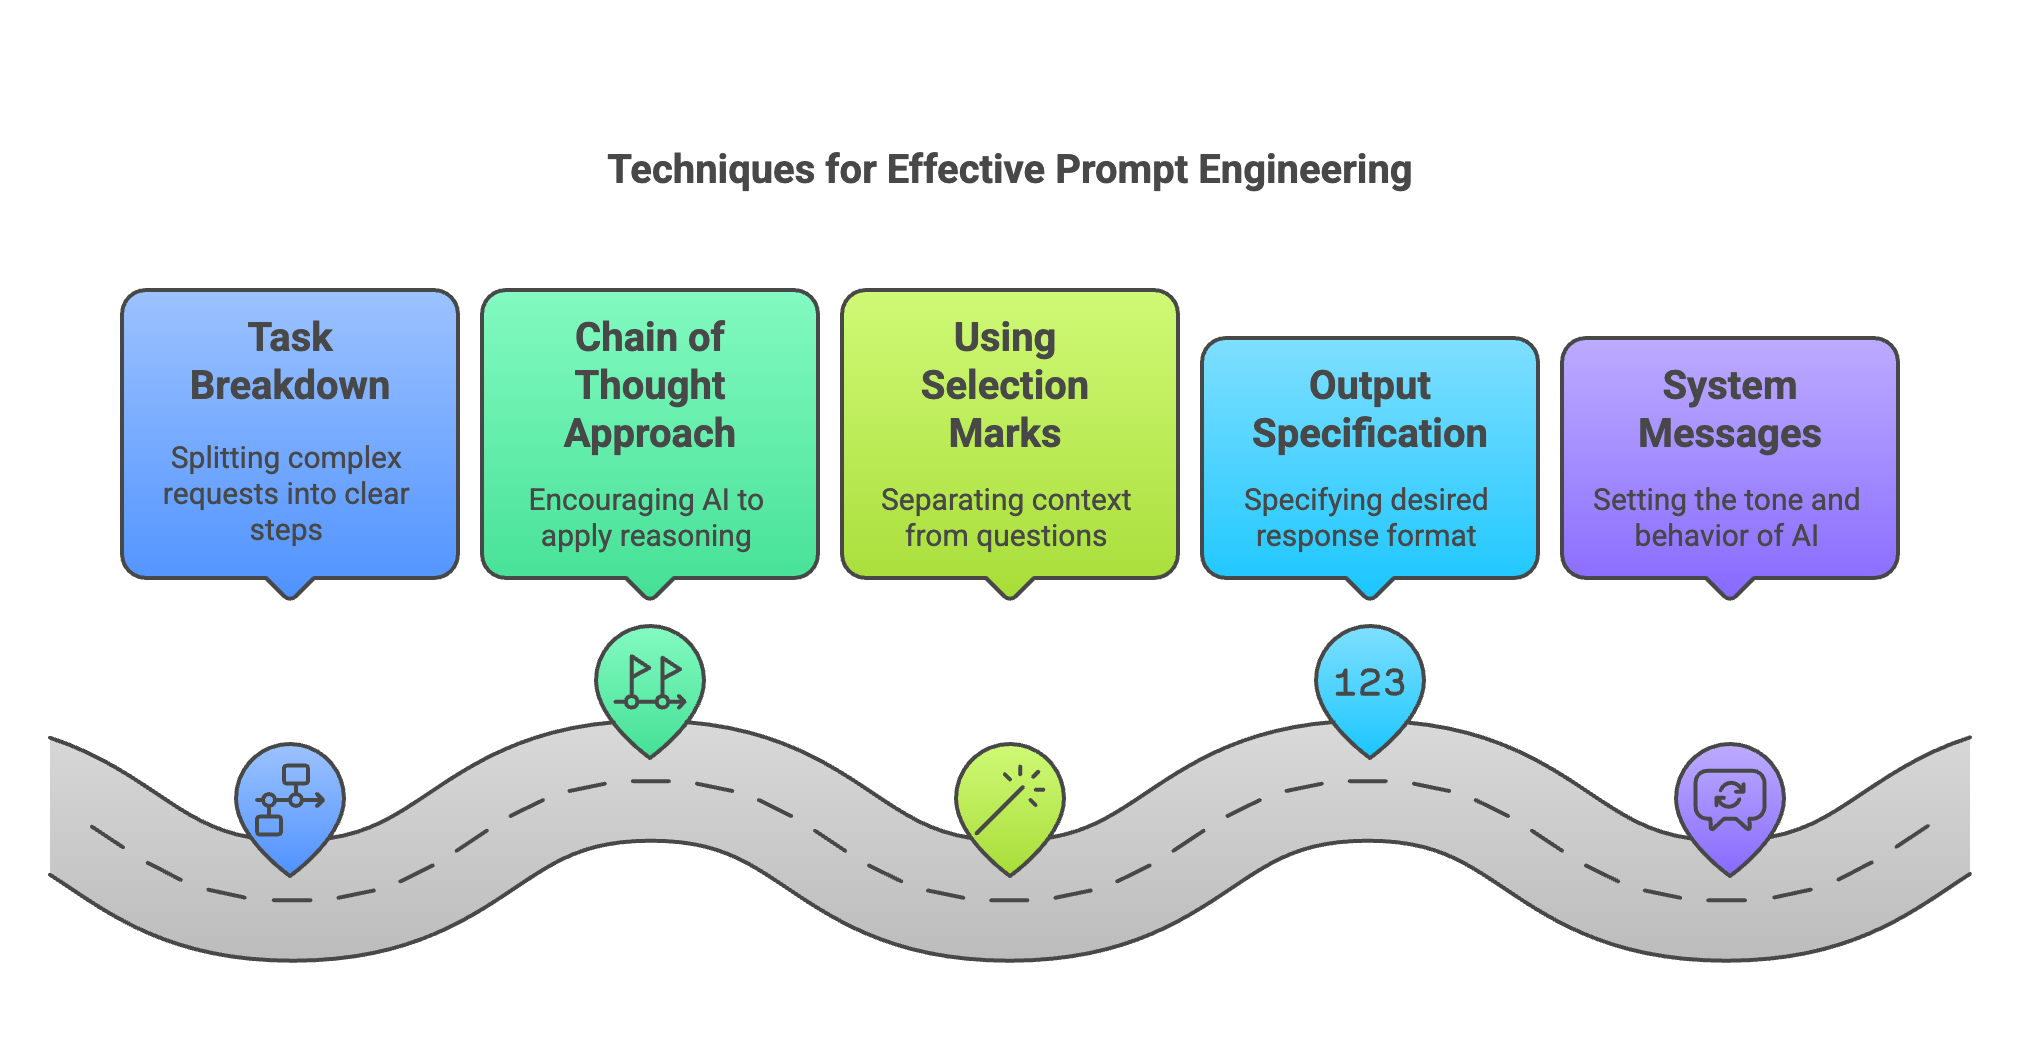 Techniques for Effective Prompt Engineering
Task
Breakdown
Splitting complex
requests into clear
steps
Chain of
Thought
Approach
Encouraging AI to
apply reasoning
Using
Selection
Marks
Separating context
from questions
Output
Specification
Specifying desired
response format
System
Messages
Setting the tone and
behavior of AI
123